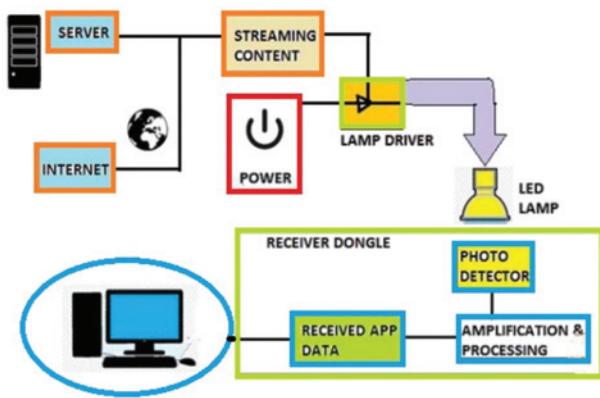 SERVER
STREAMING
CONTENT
INTERNET
POWER
LAMP DRIVER
LED
LAMP
RECEIVER DONGLE
PHOTO
DETECTOR
RECEIVED APP
DATA
AMPLIFICATION &
PROCESSING